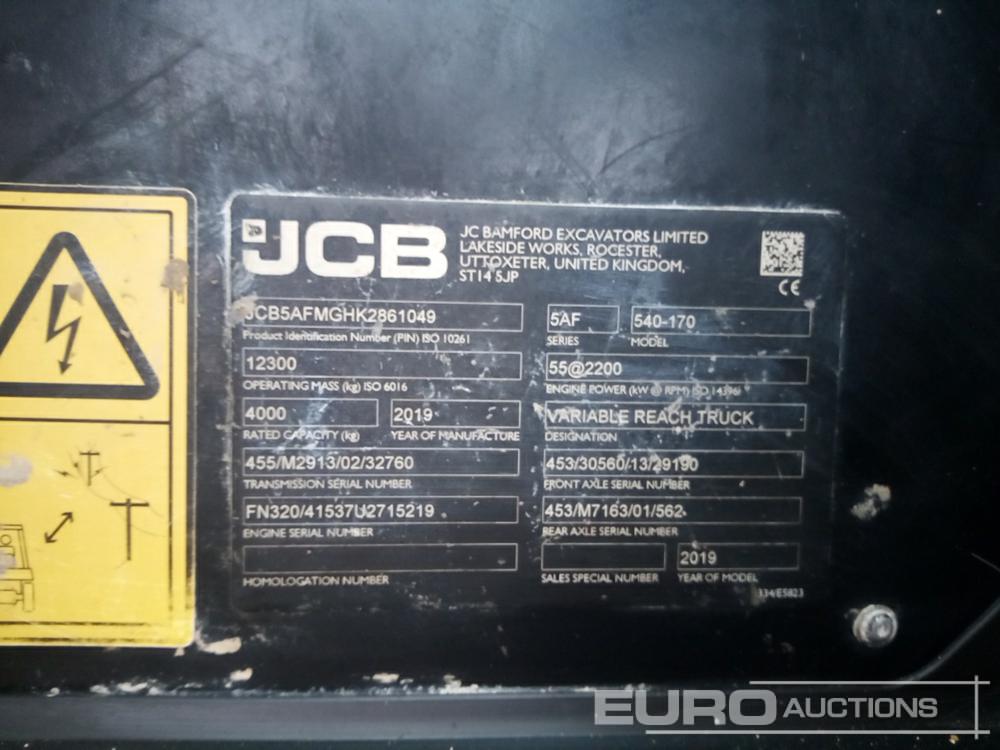 JCB
JC BAMFORD EXCAVATORS LIMITED
LAKESIDE WORKS, ROCESTER,
UTTOXETER, UNITED KINGDOM,
ST14 5JP
CE
JCB5AFMGHK2861049
Product Identification Number (PIN) ISO 10261
5AF
SERIES
540-170
MODEL
12300
OPERATING MASS (kg) ISO 6016
55@2200
ENGINE POWER (kW @ RPM) ISO 14396
4000
RATED CAPACITY (kg)
2019
YEAR OF MANUFACTURE
VARIABLE REACH TRUCK
DESIGNATION
455/M2913/02/32760
TRANSMISSION SERIAL NUMBER
453/30560/13/29190
FRONT AXLE SERIAL NUMBER
FN320/41537U2715219
ENGINE SERIAL NUMBER
453/M7163/01/562
REAR AXLE SERIAL NUMBER
HOMOLOGATION NUMBER
SALES SPECIAL NUMBER
2019
YEAR OF MODEL
334/E5823
EURO AUCTIONS